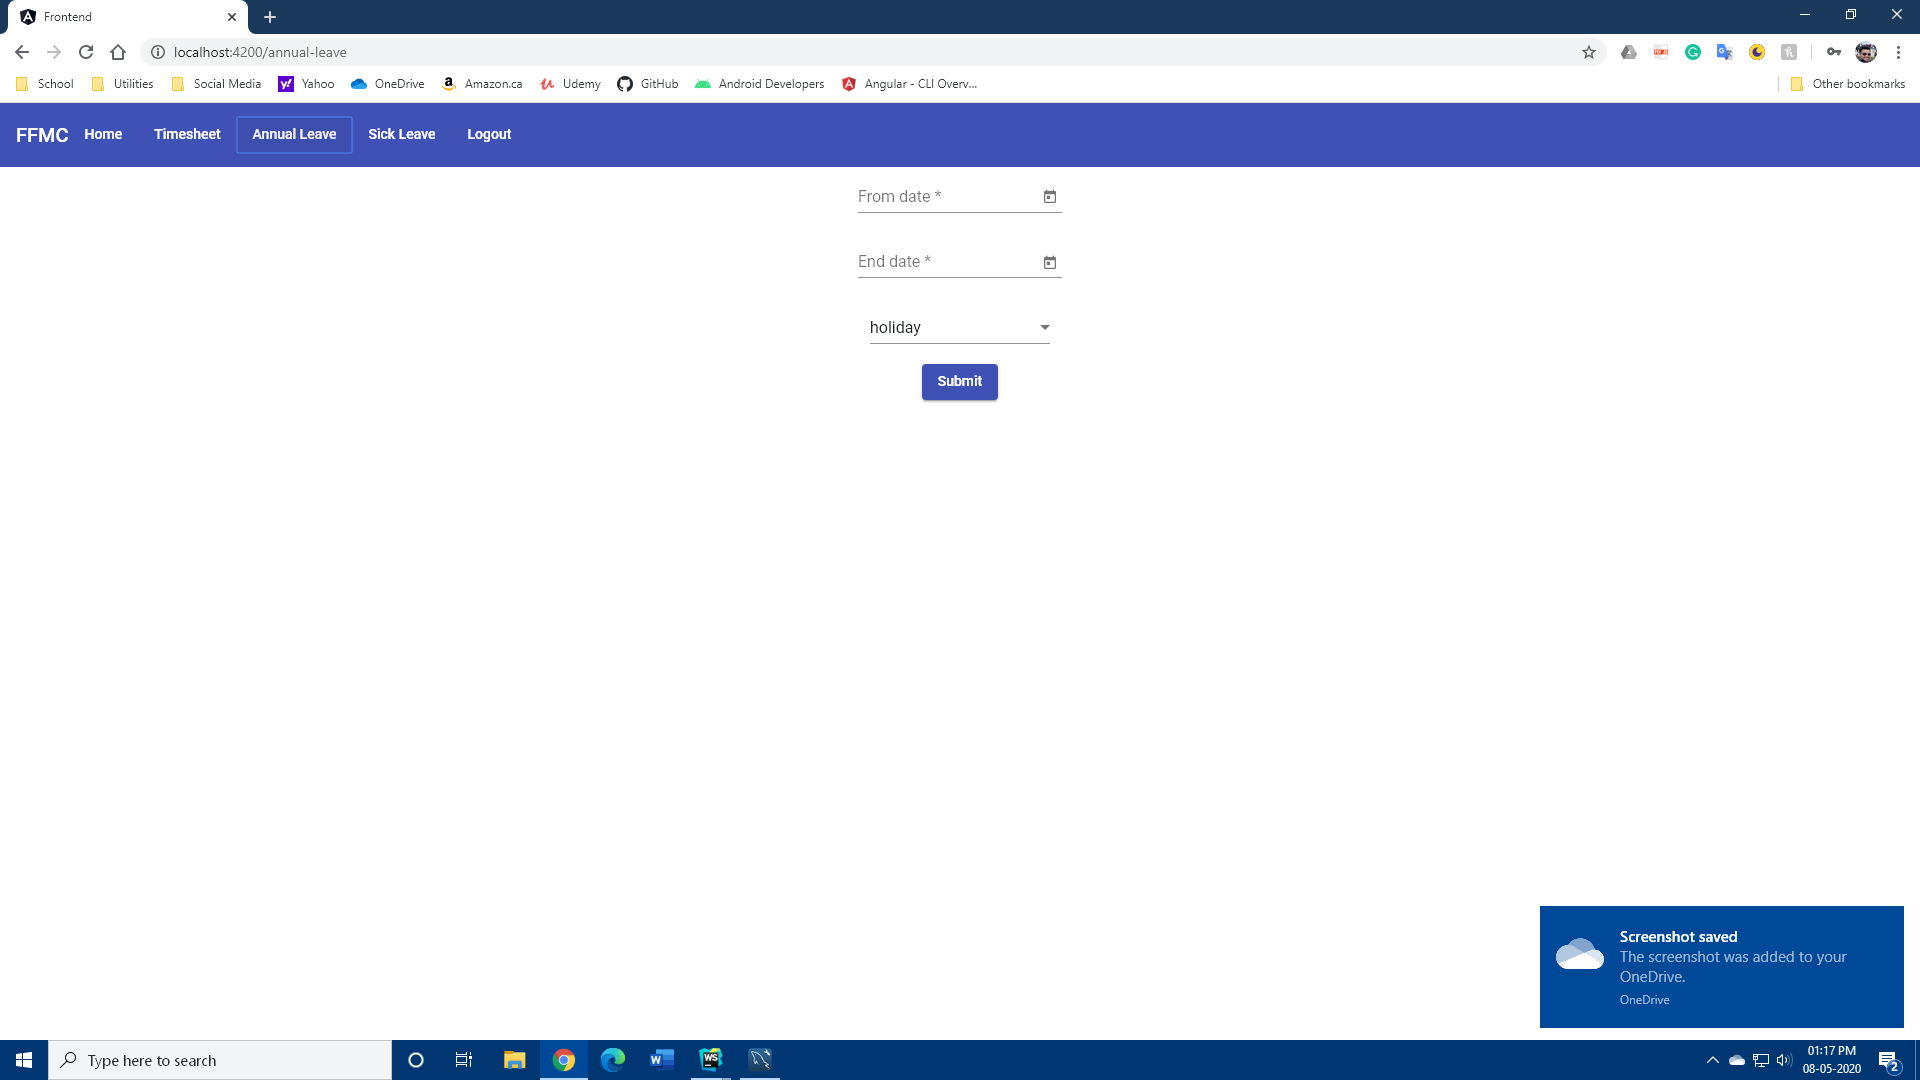 Frontend
localhost:4200/annual-leave
School Utilities Social Media Yahoo OneDrive Amazon.ca Udemy GitHub Android Developers Angular - CLI Overv... Other bookmarks
FFMC Home Timesheet Annual Leave Sick Leave Logout
From date *
End date *
holiday
Submit
Screenshot saved
The screenshot was added to your
OneDrive.
OneDrive
Type here to search
01:17 PM
08-05-2020
2